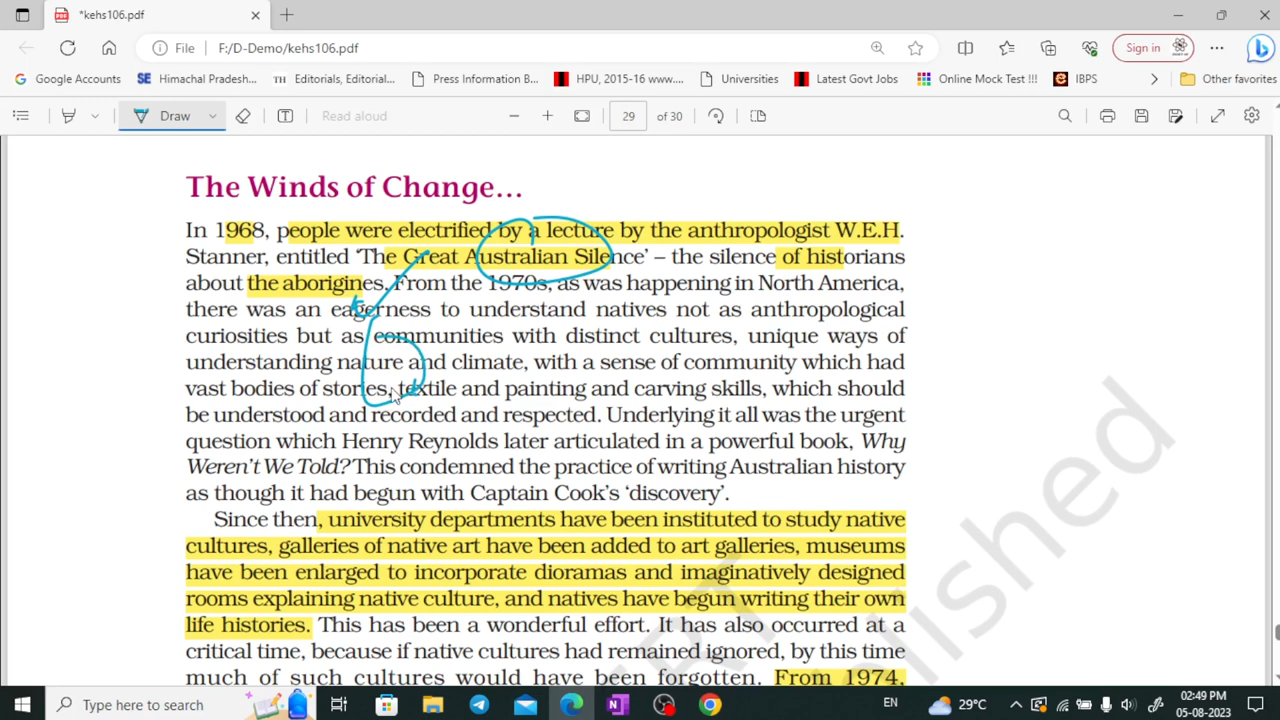 *kehs106.pdf
File F:/D-Demo/kehs106.pdf Sign in
Google Accounts SE Himachal Pradesh... TH Editorials, Editorial... Press Information B... HPU, 2015-16 www.... Universities Latest Govt Jobs Online Mock Test !!! IBPS Other favorites
Draw Read aloud 29 of 30
The Winds of Change...
In 1968, people were electrified by a lecture by the anthropologist W.E.H.
Stanner, entitled ‘The Great Australian Silence’ – the silence of historians
about the aborigines. From the 1970s, as was happening in North America,
there was an eagerness to understand natives not as anthropological
curiosities but as communities with distinct cultures, unique ways of
understanding nature and climate, with a sense of community which had
vast bodies of stories, textile and painting and carving skills, which should
be understood and recorded and respected. Underlying it all was the urgent
question which Henry Reynolds later articulated in a powerful book, Why
Weren’t We Told? This condemned the practice of writing Australian history
as though it had begun with Captain Cook’s ‘discovery’.
Since then, university departments have been instituted to study native
cultures, galleries of native art have been added to art galleries, museums
have been enlarged to incorporate dioramas and imaginatively designed
rooms explaining native culture, and natives have begun writing their own
life histories. This has been a wonderful effort. It has also occurred at a
critical time, because if native cultures had remained ignored, by this time
much of such cultures would have been forgotten. From 1974,
Type here to search EN 29°C 02:49 PM
05-08-2023